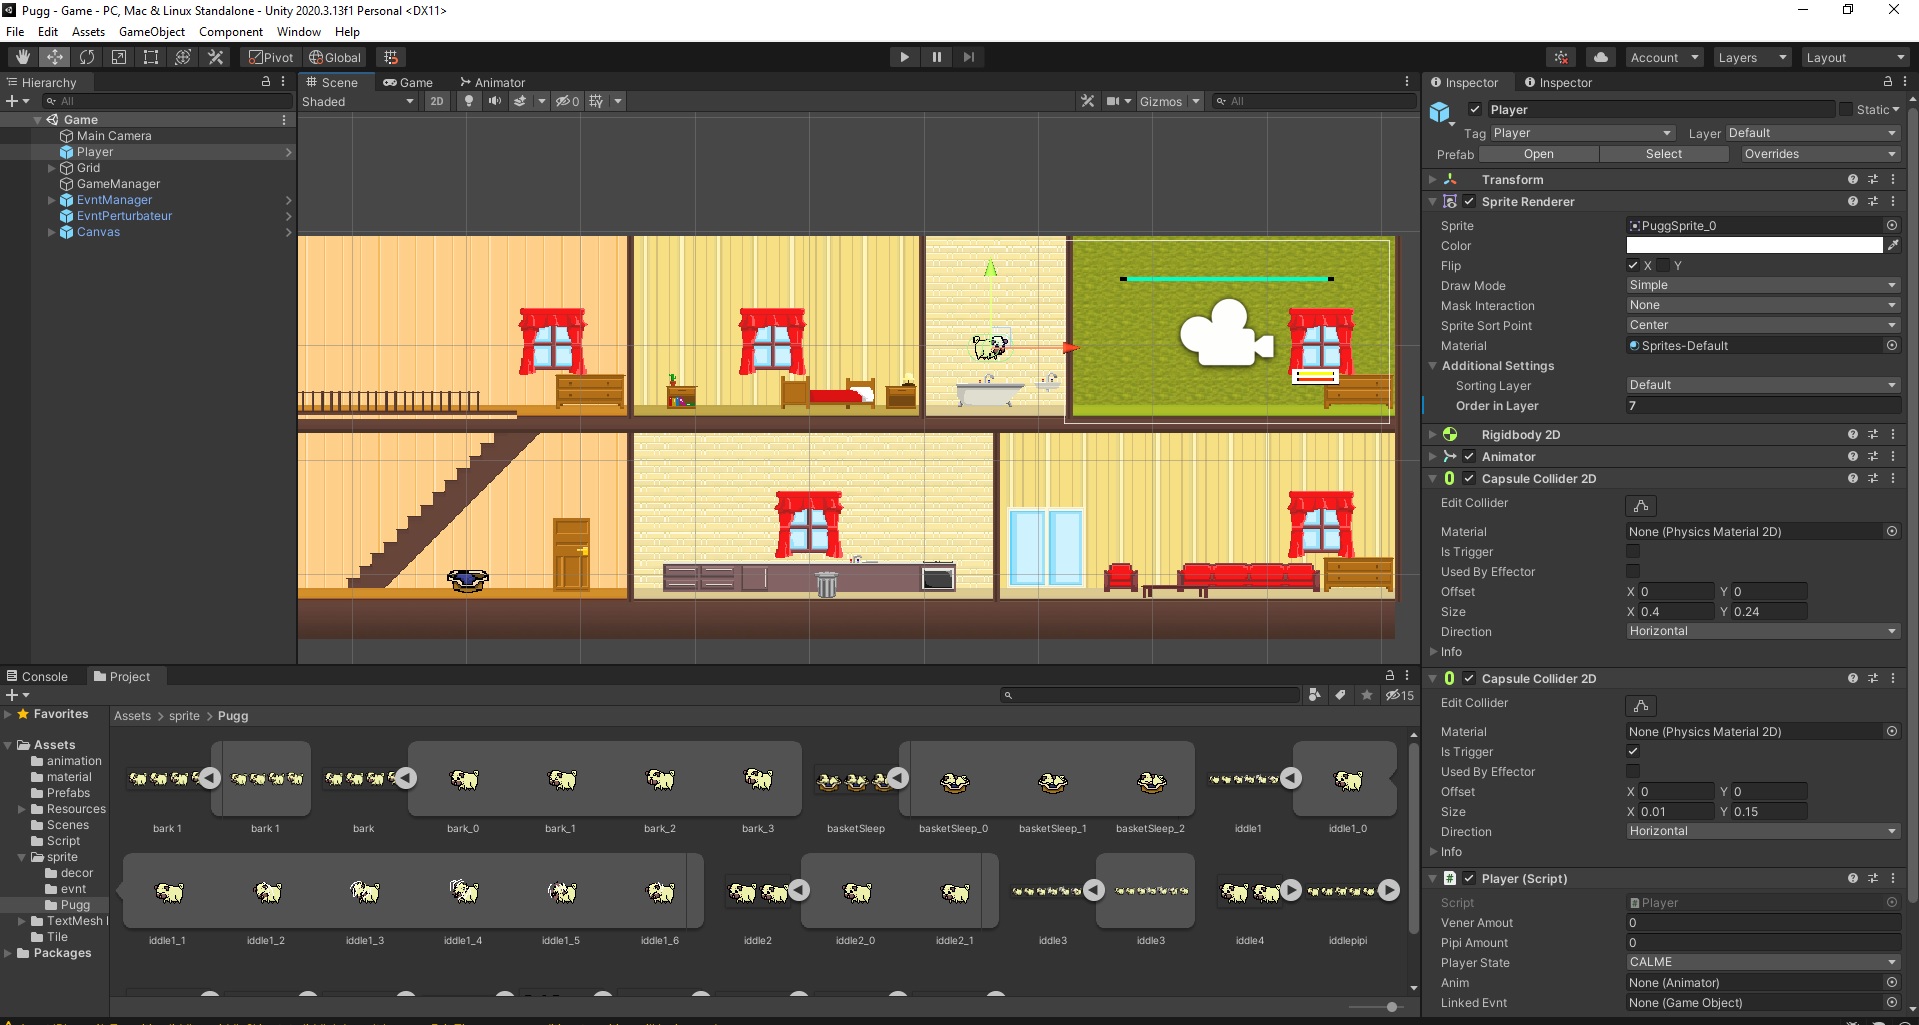 Pugg - Game - PC, Mac & Linux Standalone - Unity 2020.3.13f1 Personal <DX11>
File Edit Assets GameObject Component Window Help
Pivot Global Account Layers Layout
Hierarchy
All
Game
Main Camera
Player
Grid
GameManager
EvntManager
EvntPerturbateur
Canvas
Scene Game Animator
Shaded 2D 0 Gizmos All
Inspector Inspector
Player Static
Tag Player Layer Default
Prefab Open Select Overrides
Transform
Sprite Renderer
Sprite PuggSprite_0
Color
Flip X Y
Draw Mode Simple
Mask Interaction None
Sprite Sort Point Center
Material Sprites-Default
Additional Settings
Sorting Layer Default
Order in Layer 7
Rigidbody 2D
Animator
Capsule Collider 2D
Edit Collider
Material None (Physics Material 2D)
Is Trigger
Used By Effector
Offset X 0 Y 0
Size X 0.4 Y 0.24
Direction Horizontal
Info
Capsule Collider 2D
Edit Collider
Material None (Physics Material 2D)
Is Trigger
Used By Effector
Offset X 0 Y 0
Size X 0.01 Y 0.15
Direction Horizontal
Info
Player (Script)
Script Player
Vener Amout 0
Pipi Amount 0
Player State CALME
Anim None (Animator)
Linked Evnt None (Game Object)
Console Project
15
Favorites
Assets
animation
material
Prefabs
Resources
Scenes
Script
sprite
decor
evnt
Pugg
TextMesh
Tile
Packages
Assets > sprite > Pugg
bark 1 bark 1 bark bark_0 bark_1 bark_2 bark_3 basketSleep basketSleep_0 basketSleep_1 basketSleep_2 iddle1 iddle1_0
iddle1_1 iddle1_2 iddle1_3 iddle1_4 iddle1_5 iddle1_6 iddle2 iddle2_0 iddle2_1 iddle3 iddle3 iddle4 iddlepipi